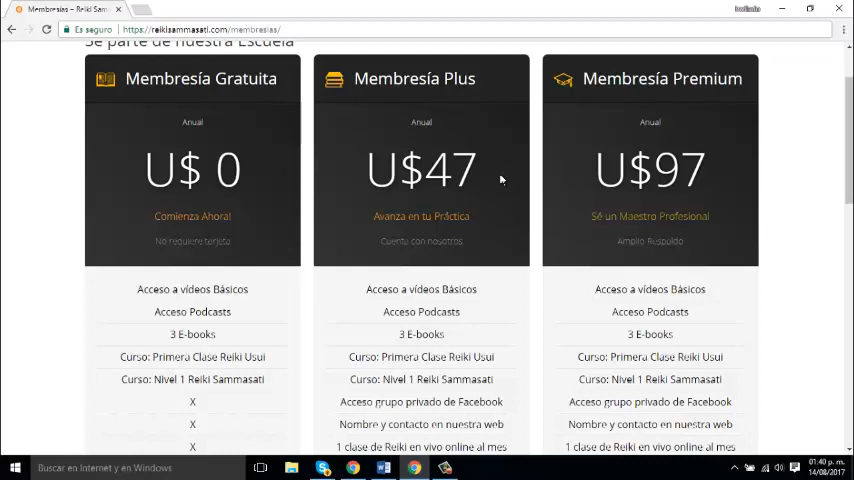 Membresías – Reiki Sam
Es seguro
https://reikisammasati.com/membresias/
Se parte de nuestra Escuela
Membresía Gratuita
Anual
U$ 0
Comienza Ahora!
No requiere tarjeta
Acceso a vídeos Básicos
Acceso Podcasts
3 E-books
Curso: Primera Clase Reiki Usui
Curso: Nivel 1 Reiki Sammasati
X
X
X
Membresía Plus
Anual
U$47
Avanza en tu Práctica
Cuenta con nosotros
Acceso a vídeos Básicos
Acceso Podcasts
3 E-books
Curso: Primera Clase Reiki Usui
Curso: Nivel 1 Reiki Sammasati
Acceso grupo privado de Facebook
Nombre y contacto en nuestra web
1 clase de Reiki en vivo online al mes
Membresía Premium
Anual
U$97
Sé un Maestro Profesional
Amplio Respaldo
Acceso a vídeos Básicos
Acceso Podcasts
3 E-books
Curso: Primera Clase Reiki Usui
Curso: Nivel 1 Reiki Sammasati
Acceso grupo privado de Facebook
Nombre y contacto en nuestra web
1 clase de Reiki en vivo online al mes
Buscar en Internet y en Windows
01:40 p. m.
14/08/2017